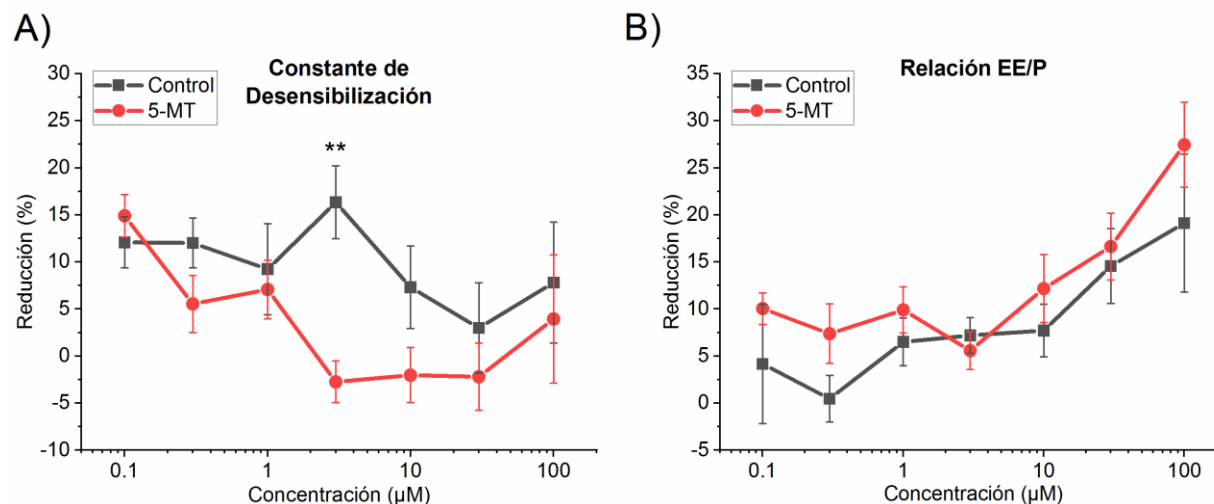 A)
Constante de
Desensibilización
Control
5-MT
**
Reducción (%)
30
25
20
15
10
5
0
-5
-10
0.1
1
10
100
Concentración (µM)
B)
Relación EE/P
Control
5-MT
Reducción (%)
35
30
25
20
15
10
5
0
-5
0.1
1
10
100
Concentración (µM)